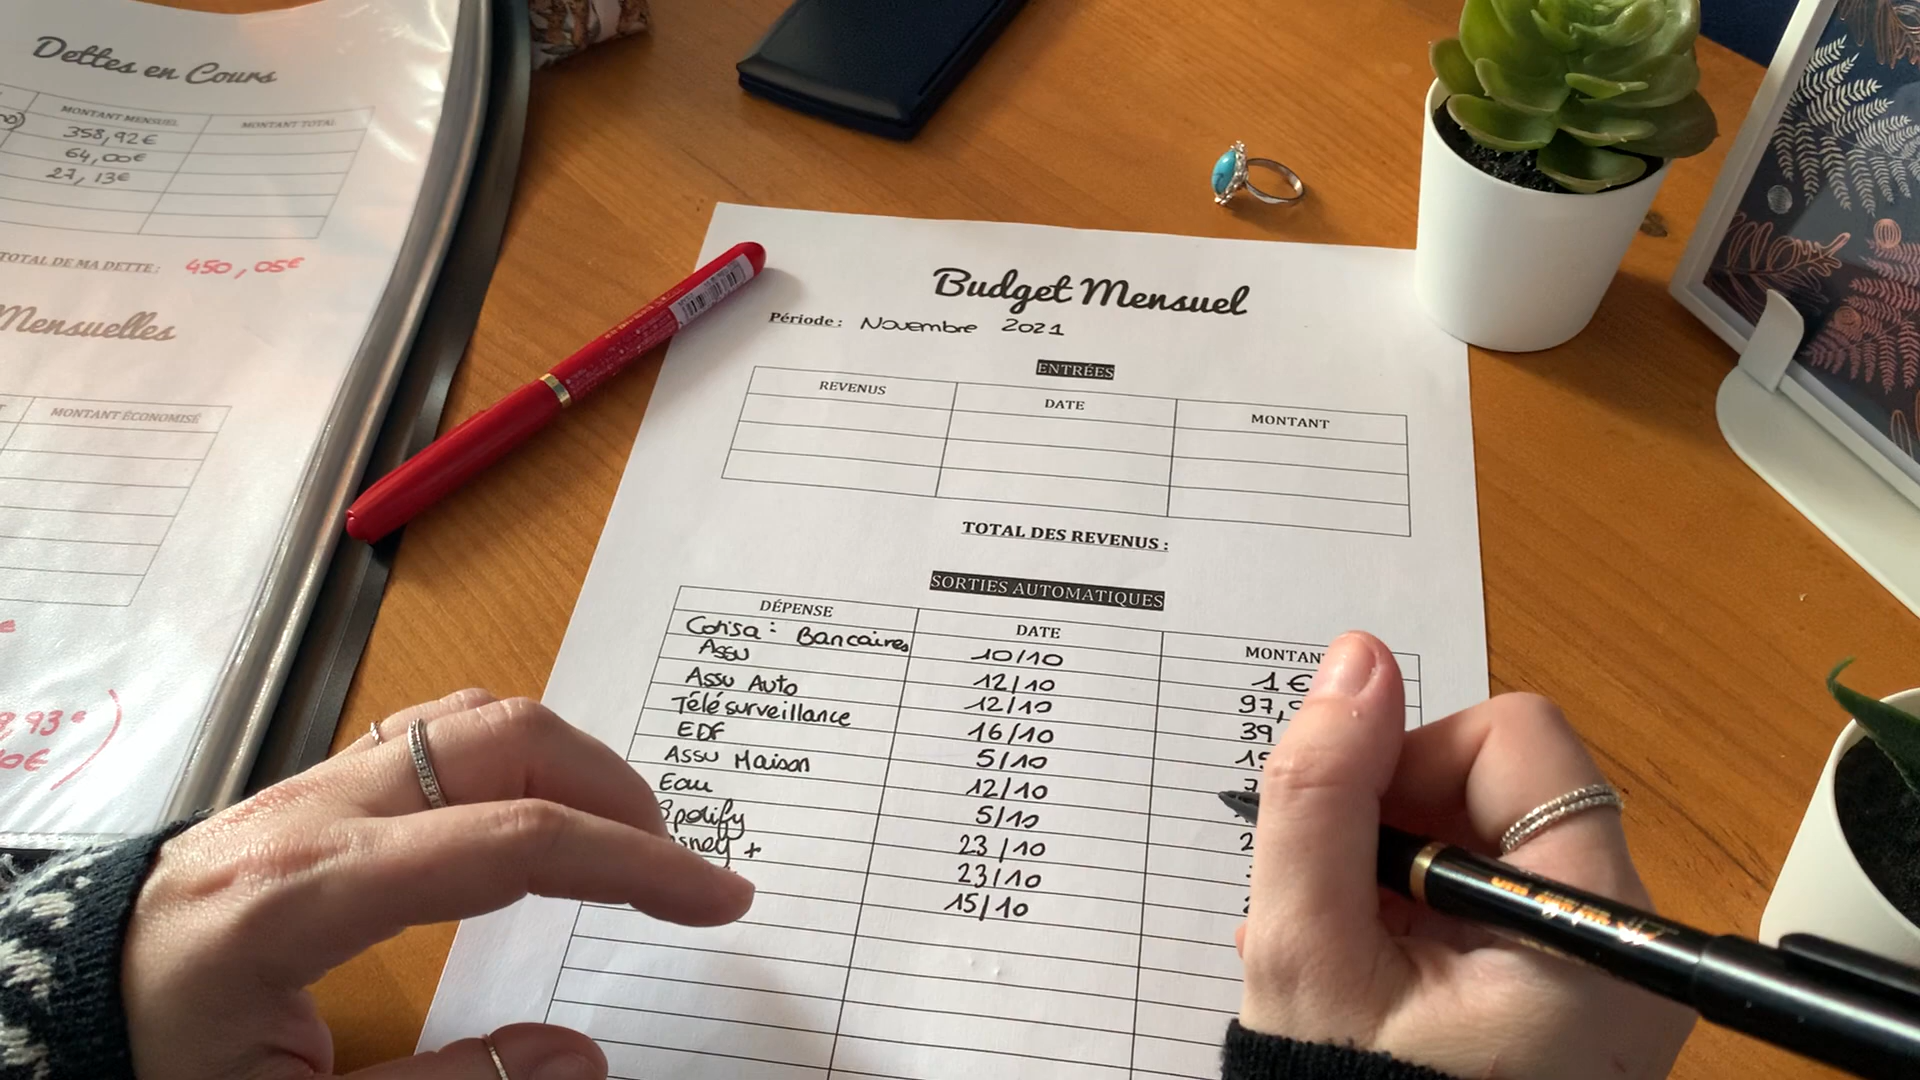 Dettes en Cours
MONTANT MENSUEL MONTANT TOTAL
358,92€
64,00€
27,13€
TOTAL DE MA DETTE : 450,05€
Mensuelles
MONTANT ÉCONOMISÉ
Budget Mensuel
Période : Novembre 2021
ENTRÉES
REVENUS DATE MONTANT
TOTAL DES REVENUS :
SORTIES AUTOMATIQUES
DÉPENSE DATE
Cotisa : Bancaires 10/10 1€
Assu 12/10
Assu Auto 12/10 39
Télésurveillance 16/10
EDF 5/10
Assu Maison 12/10
Eau 5/10
Spotify 23/10
+ 23/10
15/10